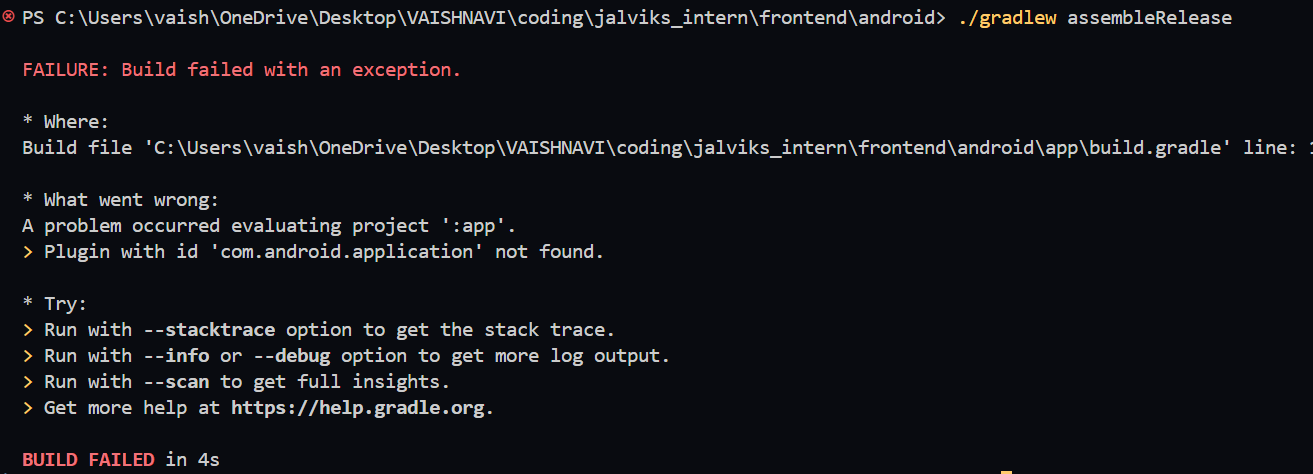 PS C:\Users\vaish\OneDrive\Desktop\VAISHNAVI\coding\jalviks_intern\frontend\android> ./gradlew assembleRelease
FAILURE: Build failed with an exception.
* Where:
Build file 'C:\Users\vaish\OneDrive\Desktop\VAISHNAVI\coding\jalviks_intern\frontend\android\app\build.gradle' line:
* What went wrong:
A problem occurred evaluating project ':app'.
> Plugin with id 'com.android.application' not found.
* Try:
> Run with --stacktrace option to get the stack trace.
> Run with --info or --debug option to get more log output.
> Run with --scan to get full insights.
> Get more help at https://help.gradle.org.
BUILD FAILED in 4s